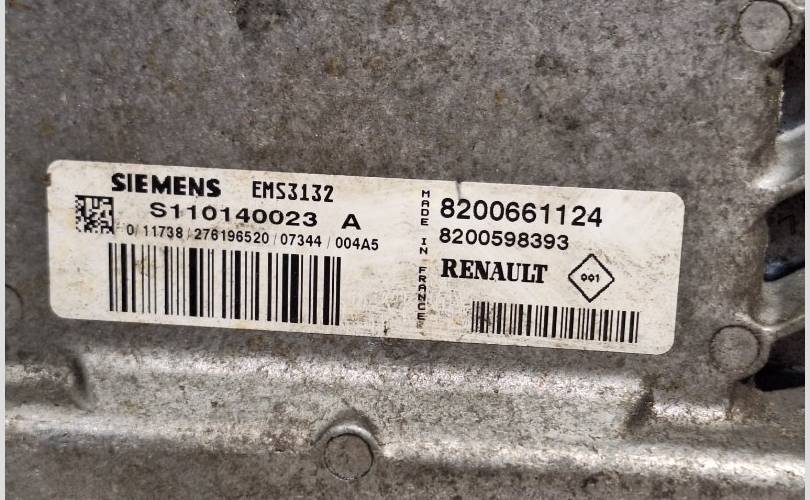 SIEMENS EMS3132
S110140023 A
0/11738/276196520/07344/004A5
MADE IN FRANCE
8200661124
8200598393
RENAULT
001